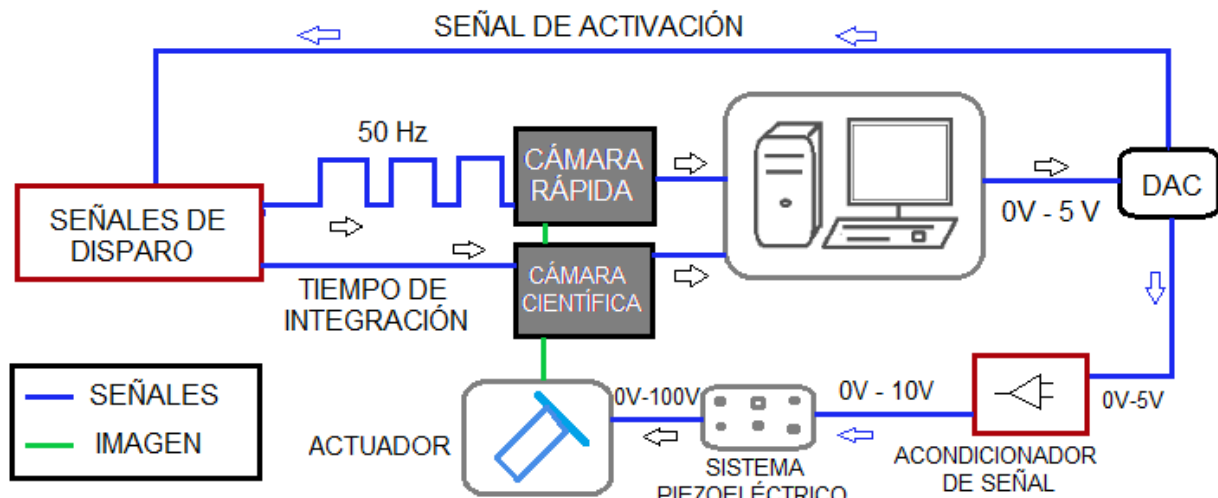 SEÑAL DE ACTIVACIÓN
50 Hz
CÁMARA
RÁPIDA
SEÑALES DE
DISPARO
0V - 5 V
DAC
CÁMARA
CIENTÍFICA
TIEMPO DE
INTEGRACIÓN
SEÑALES
IMAGEN
ACTUADOR
0V-100V
0V - 10V
0V-5V
SISTEMA
PIEZOELÉCTRICO
ACONDICIONADOR
DE SEÑAL